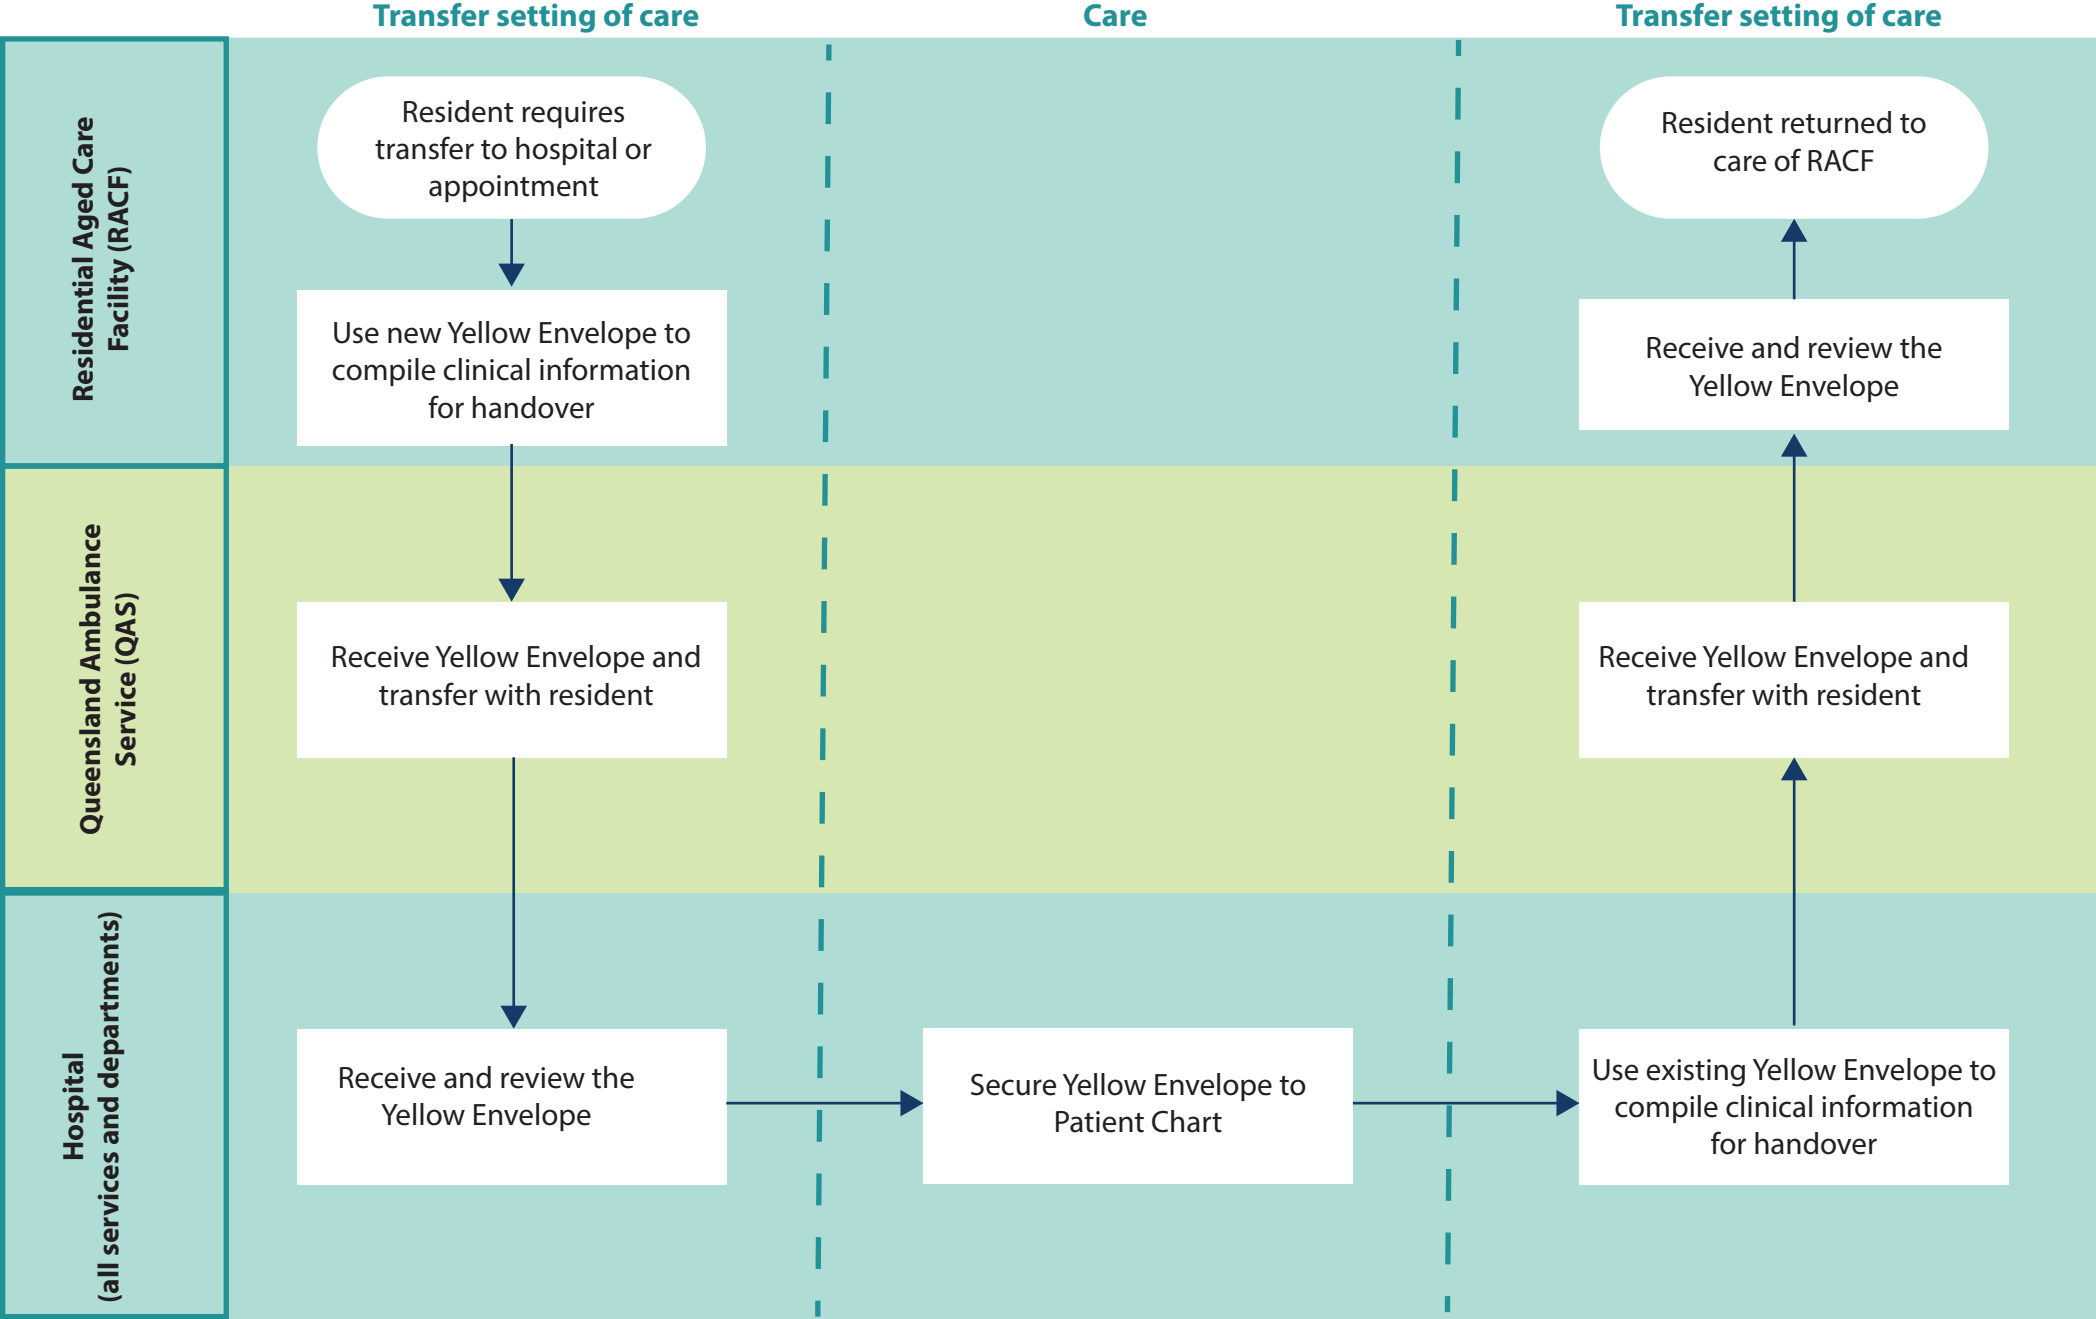 Transfer setting of care
Care
Transfer setting of care
Residential Aged Care
Facility (RACF)
Resident requires
transfer to hospital or
appointment
Resident returned to
care of RACF
Use new Yellow Envelope to
compile clinical information
for handover
Receive and review the
Yellow Envelope
Queensland Ambulance
Service (QAS)
Receive Yellow Envelope and
transfer with resident
Receive Yellow Envelope and
transfer with resident
Hospital
(all services and departments)
Receive and review the
Yellow Envelope
Secure Yellow Envelope to
Patient Chart
Use existing Yellow Envelope to
compile clinical information
for handover